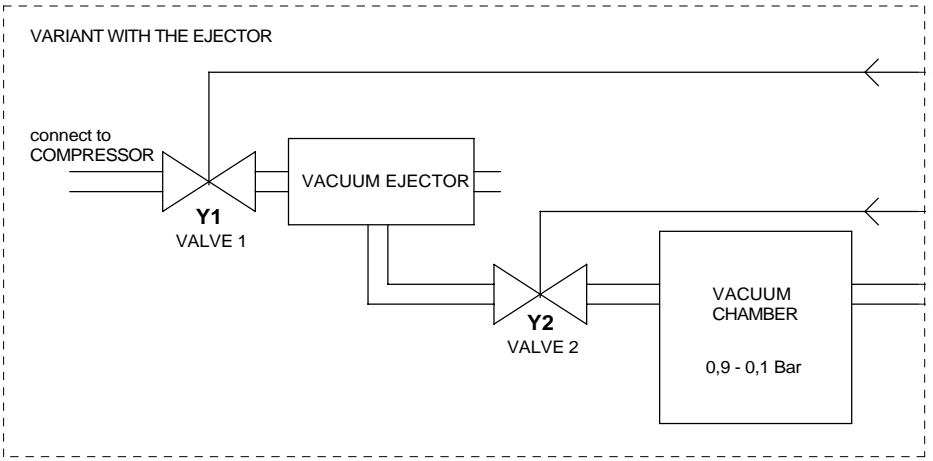 VARIANT WITH THE EJECTOR
connect to
COMPRESSOR
VACUUM EJECTOR
Y1
VALVE 1
Y2
VALVE 2
VACUUM
CHAMBER
0,9 - 0,1 Bar